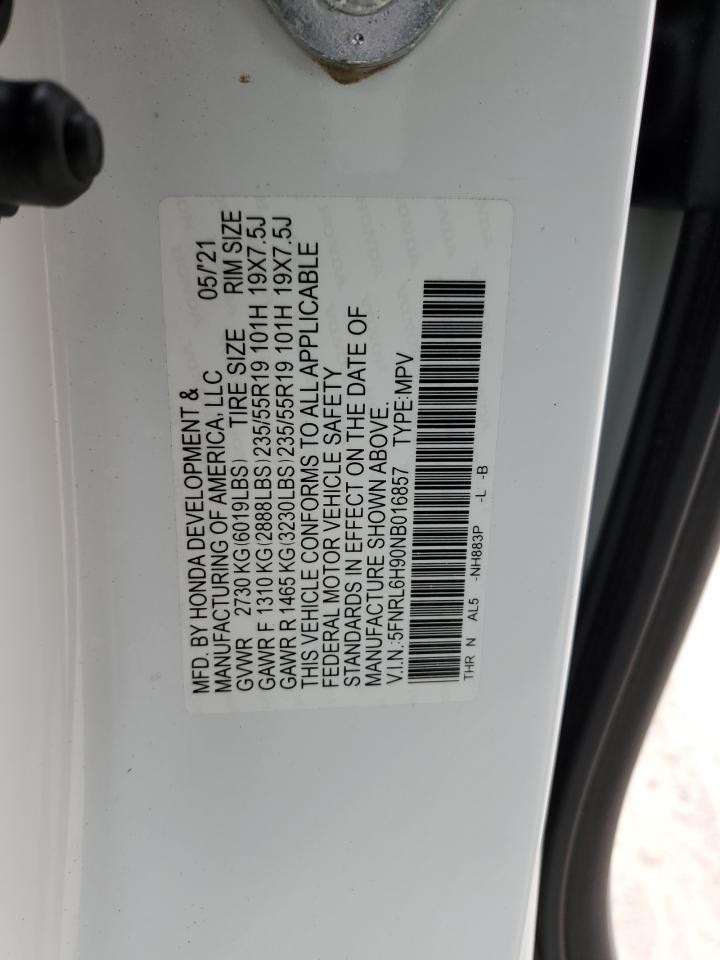 MFD. BY HONDA DEVELOPMENT &
MANUFACTURING OF AMERICA, LLC 05/'21
GVWR 2730 KG(6019LBS) TIRE SIZE RIM SIZE
GAWR F 1310 KG(2888LBS)235/55R19 101H 19X7.5J
GAWR R 1465 KG(3230LBS)235/55R19 101H 19X7.5J
THIS VEHICLE CONFORMS TO ALL APPLICABLE
FEDERAL MOTOR VEHICLE SAFETY
STANDARDS IN EFFECT ON THE DATE OF
MANUFACTURE SHOWN ABOVE.
V.I.N.:5FNRL6H90NB016857 TYPE:MPV
THR N AL5 -NH883P -L -B